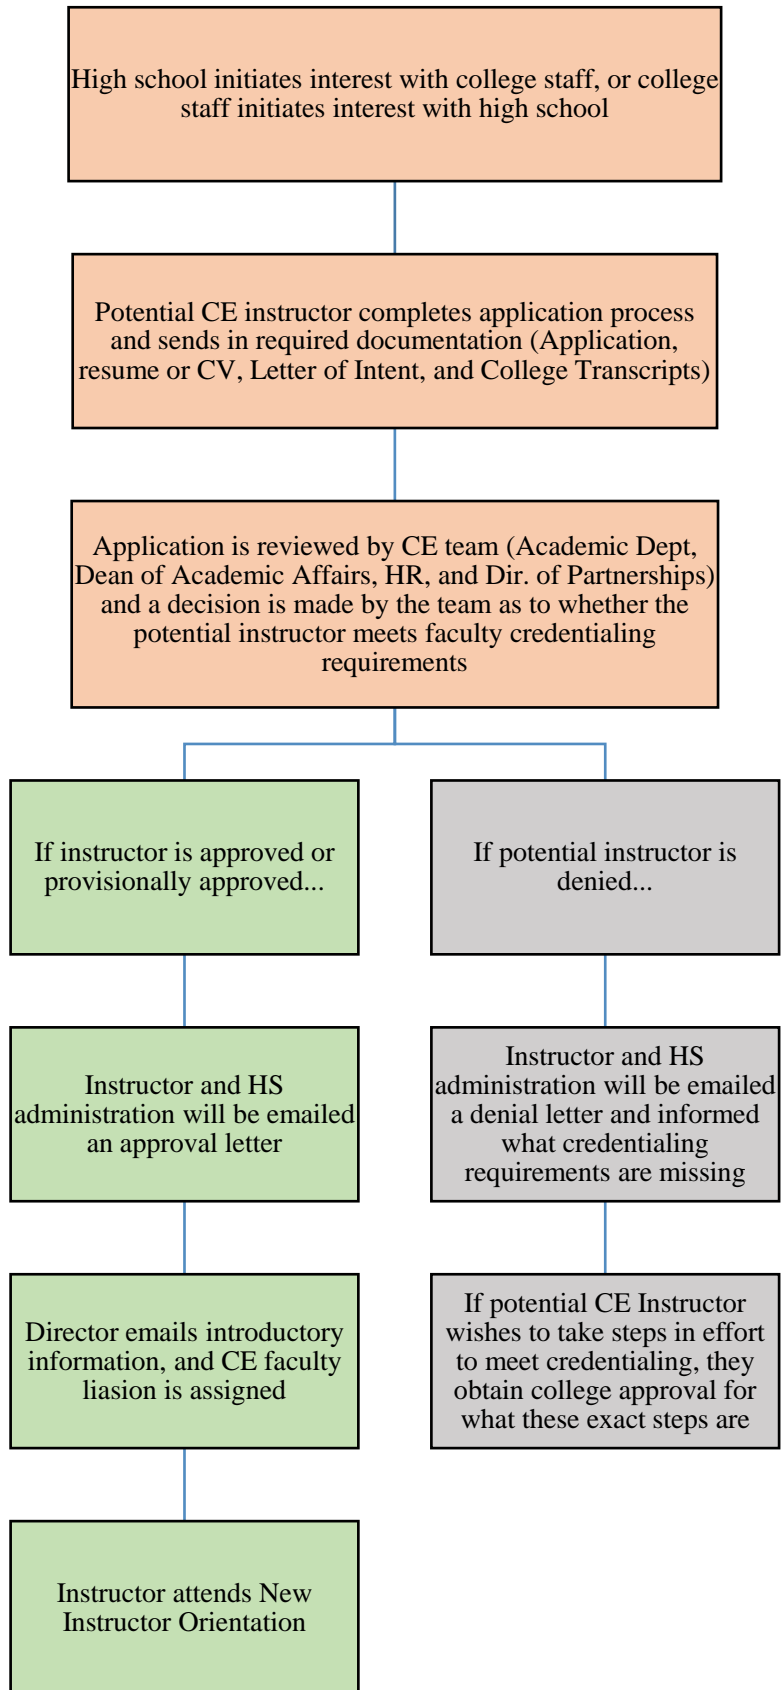 High school initiates interest with college staff, or college
staff initiates interest with high school
Potential CE instructor completes application process
and sends in required documentation (Application,
resume or CV, Letter of Intent, and College Transcripts)
Application is reviewed by CE team (Academic Dept,
Dean of Academic Affairs, HR, and Dir. of Partnerships)
and a decision is made by the team as to whether the
potential instructor meets faculty credentialing
requirements
If instructor is approved or
provisionally approved...
Instructor and HS
administration will be emailed
an approval letter
Director emails introductory
information, and CE faculty
liasion is assigned
Instructor attends New
Instructor Orientation
If potential instructor is
denied...
Instructor and HS
administration will be emailed
a denial letter and informed
what credentialing
requirements are missing
If potential CE Instructor
wishes to take steps in effort
to meet credentialing, they
obtain college approval for
what these exact steps are